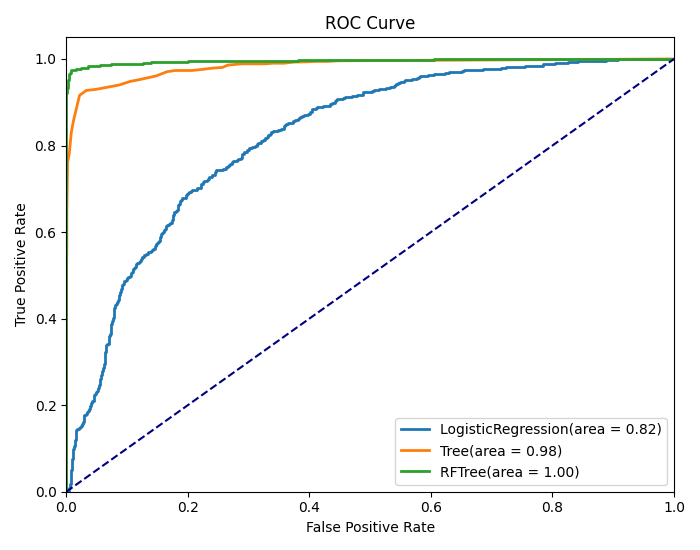 ROC Curve
True Positive Rate
1.0
0.8
0.6
0.4
0.2
0.0
LogisticRegression(area = 0.82)
Tree(area = 0.98)
RFTree(area = 1.00)
0.0 0.2 0.4 0.6 0.8 1.0
False Positive Rate